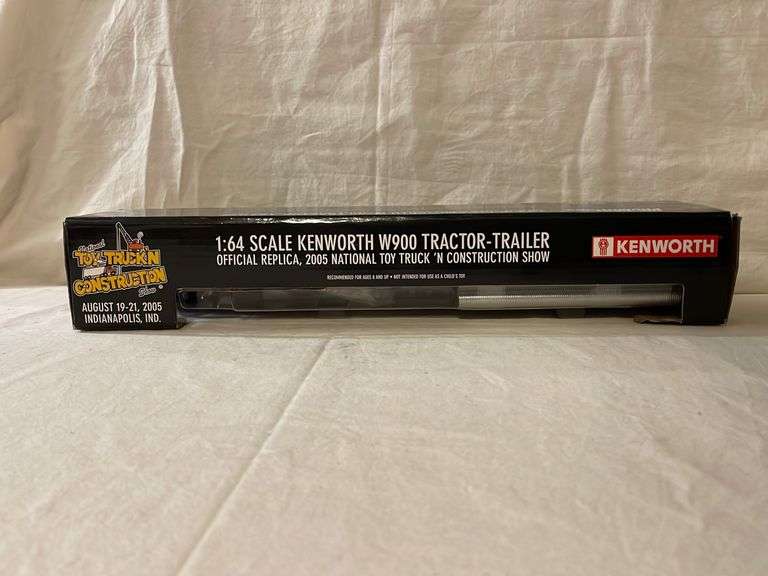 National
TOY TRUCK'N
CONSTRUCTION
Show
AUGUST 19-21, 2005
INDIANAPOLIS, IND.
1:64 SCALE KENWORTH W900 TRACTOR-TRAILER
OFFICIAL REPLICA, 2005 NATIONAL TOY TRUCK 'N CONSTRUCTION SHOW
RECOMMENDED FOR AGES 8 AND UP • NOT INTENDED FOR USE AS A CHILD'S TOY
KENWORTH